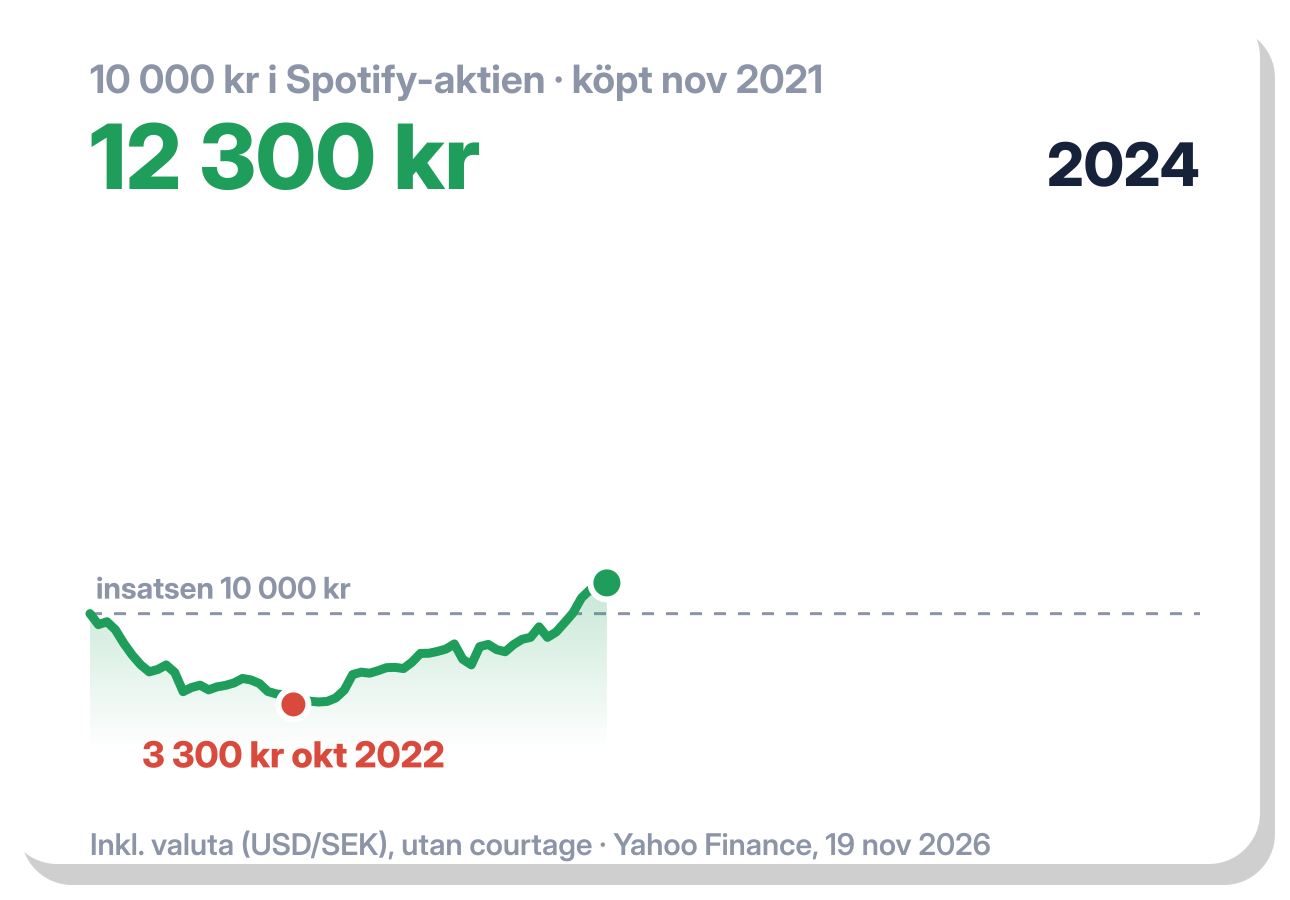 10 000 kr i Spotify-aktien · köpt nov 2021
12 300 kr
2024
insatsen 10 000 kr
3 300 kr okt 2022
Inkl. valuta (USD/SEK), utan courtage · Yahoo Finance, 19 nov 2026